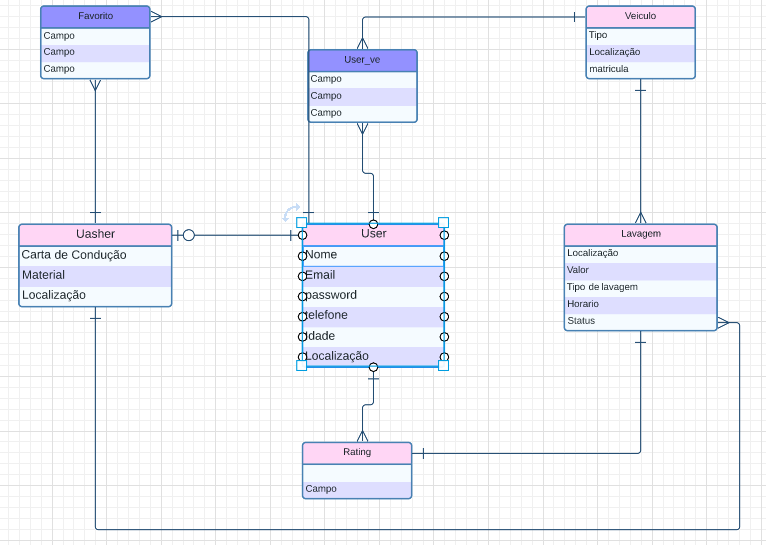 Favorito
Campo
Campo
Campo
User_ve
Campo
Campo
Campo
Veiculo
Tipo
Localização
matricula
Uasher
Carta de Condução
Material
Localização
User
Nome
Email
password
telefone
Idade
Localização
Lavagem
Localização
Valor
Tipo de lavagem
Horario
Status
Rating
Campo